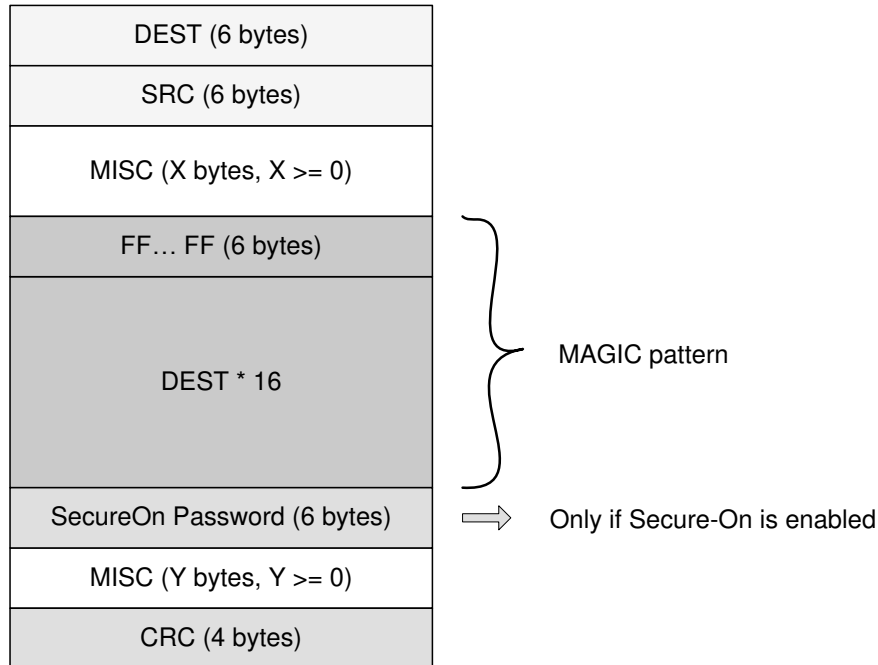 DEST (6 bytes)
SRC (6 bytes)
MISC (X bytes, X >= 0)
FF… FF (6 bytes)
DEST * 16
MAGIC pattern
SecureOn Password (6 bytes)
Only if Secure-On is enabled
MISC (Y bytes, Y >= 0)
CRC (4 bytes)